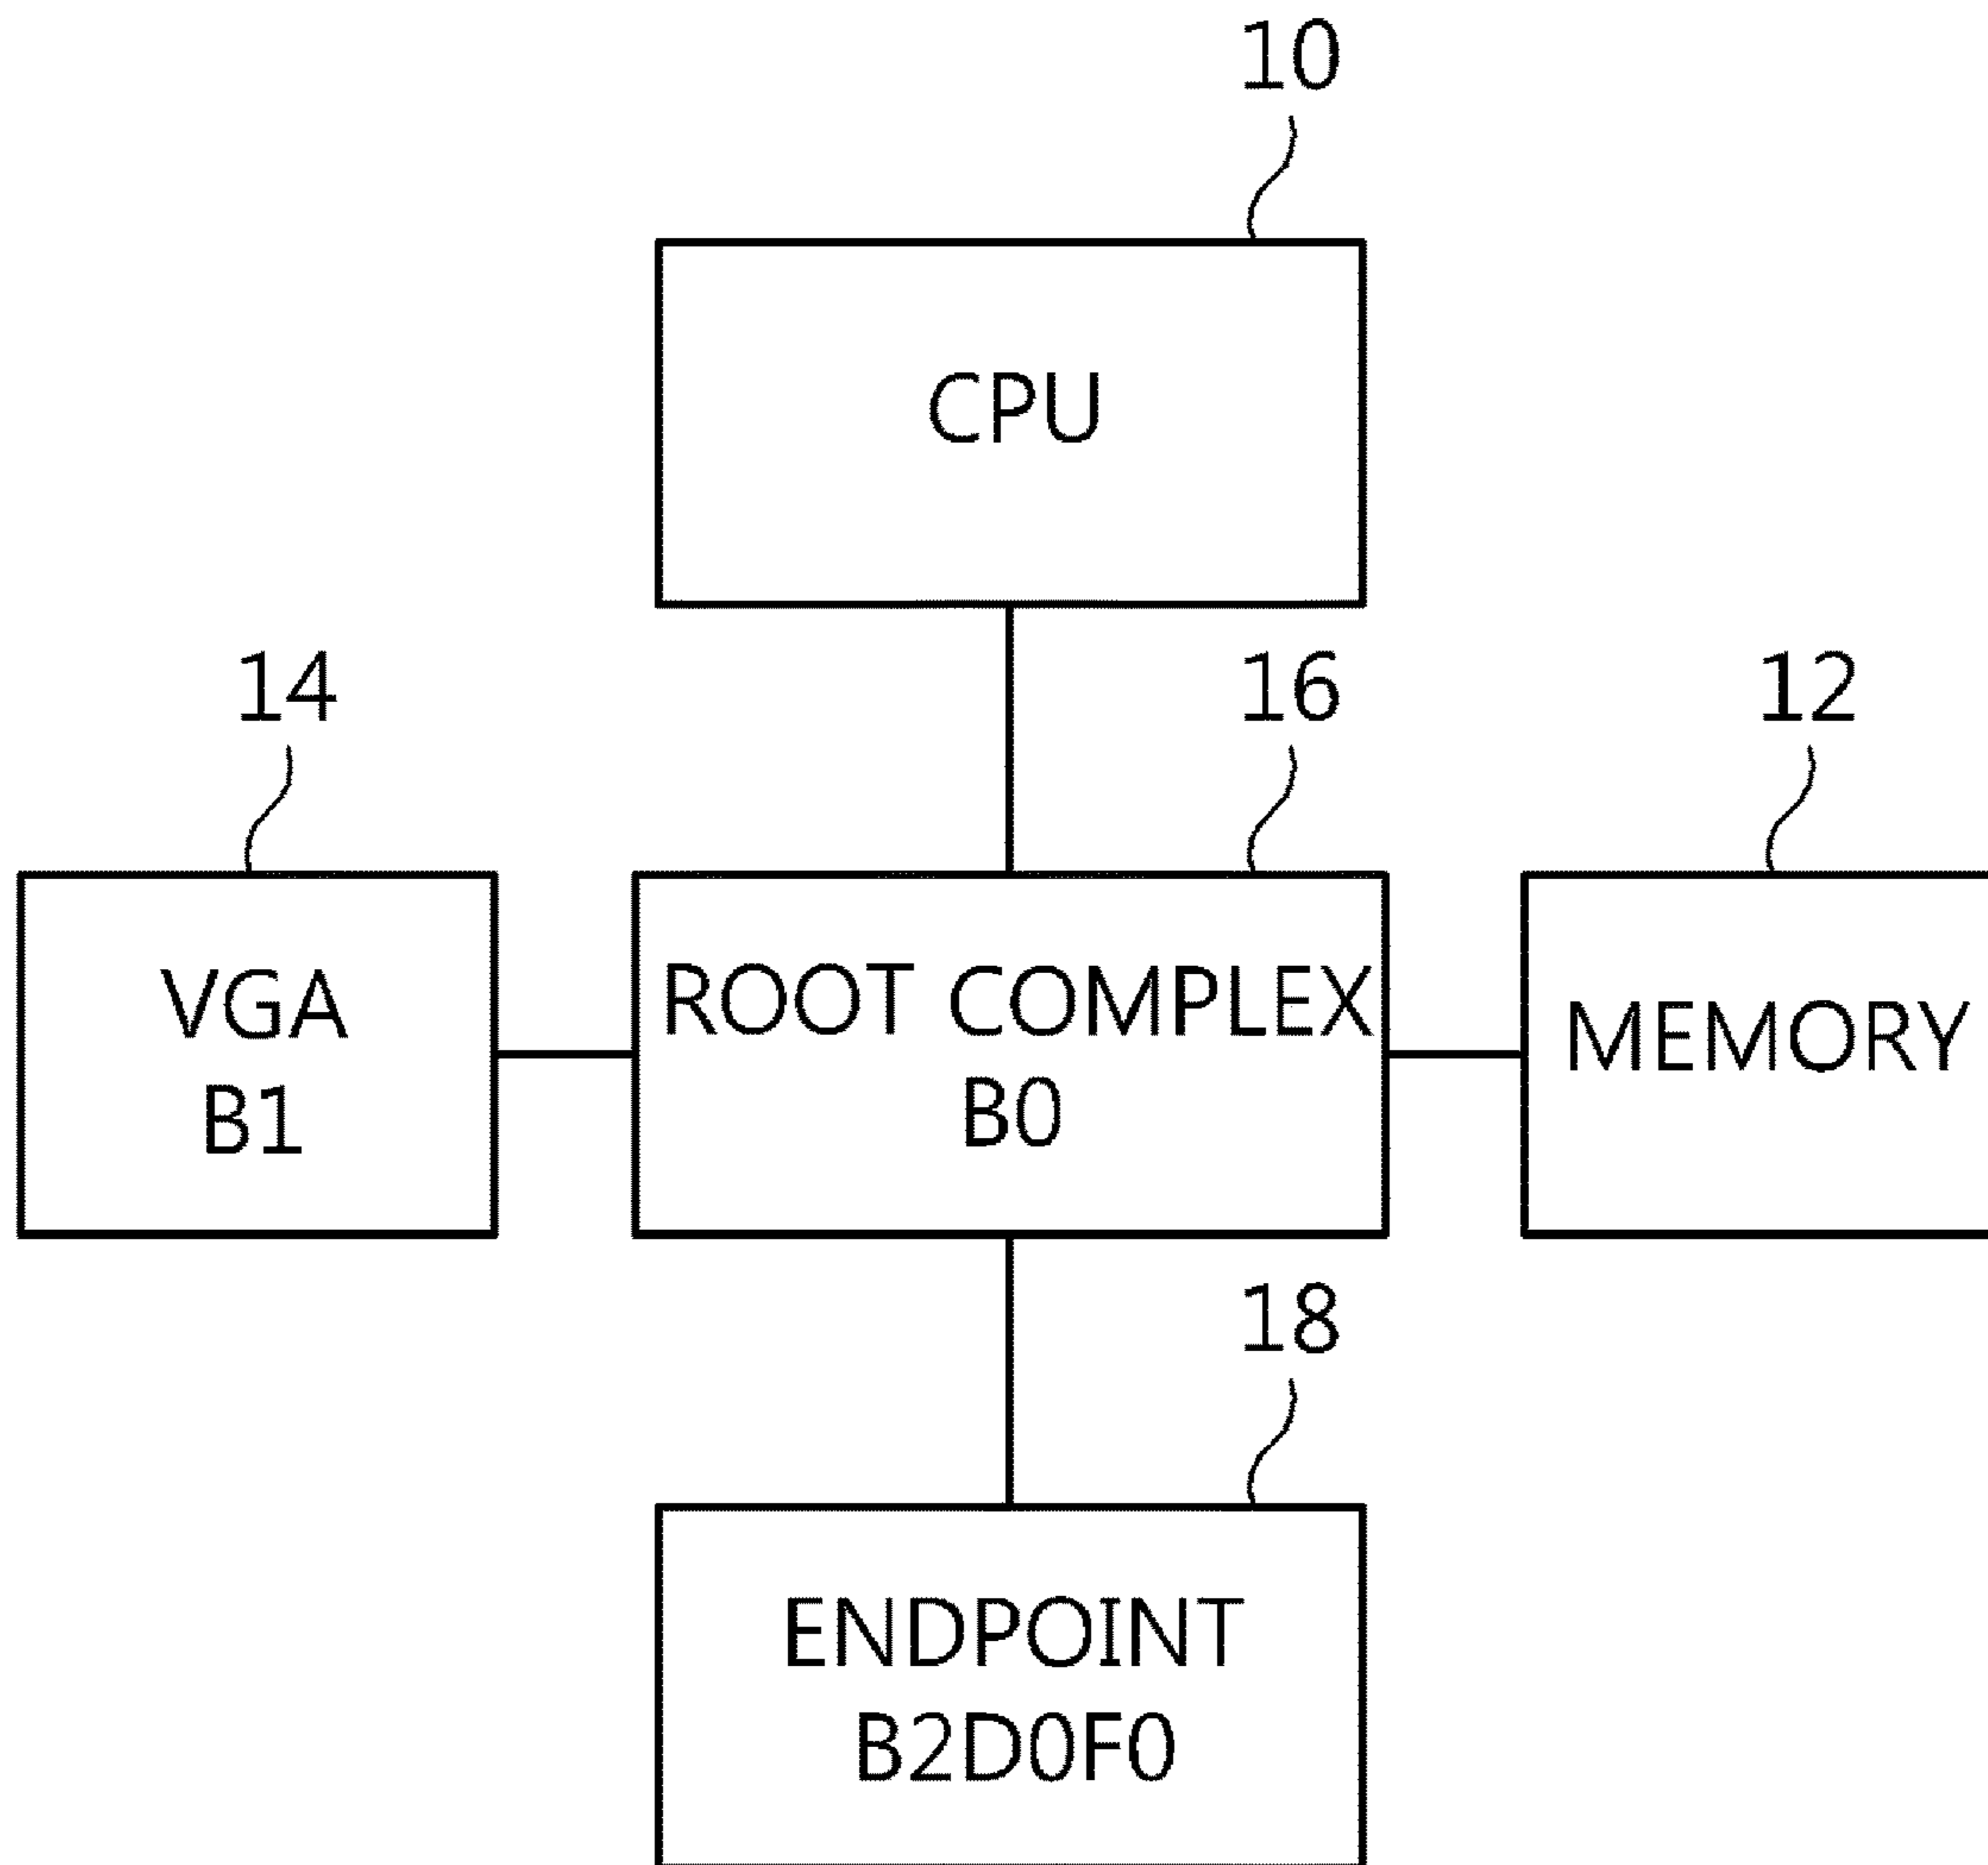 10
CPU
14
16
12
VGA
B1
ROOT COMPLEX
B0
MEMORY
18
ENDPOINT
B2D0F0